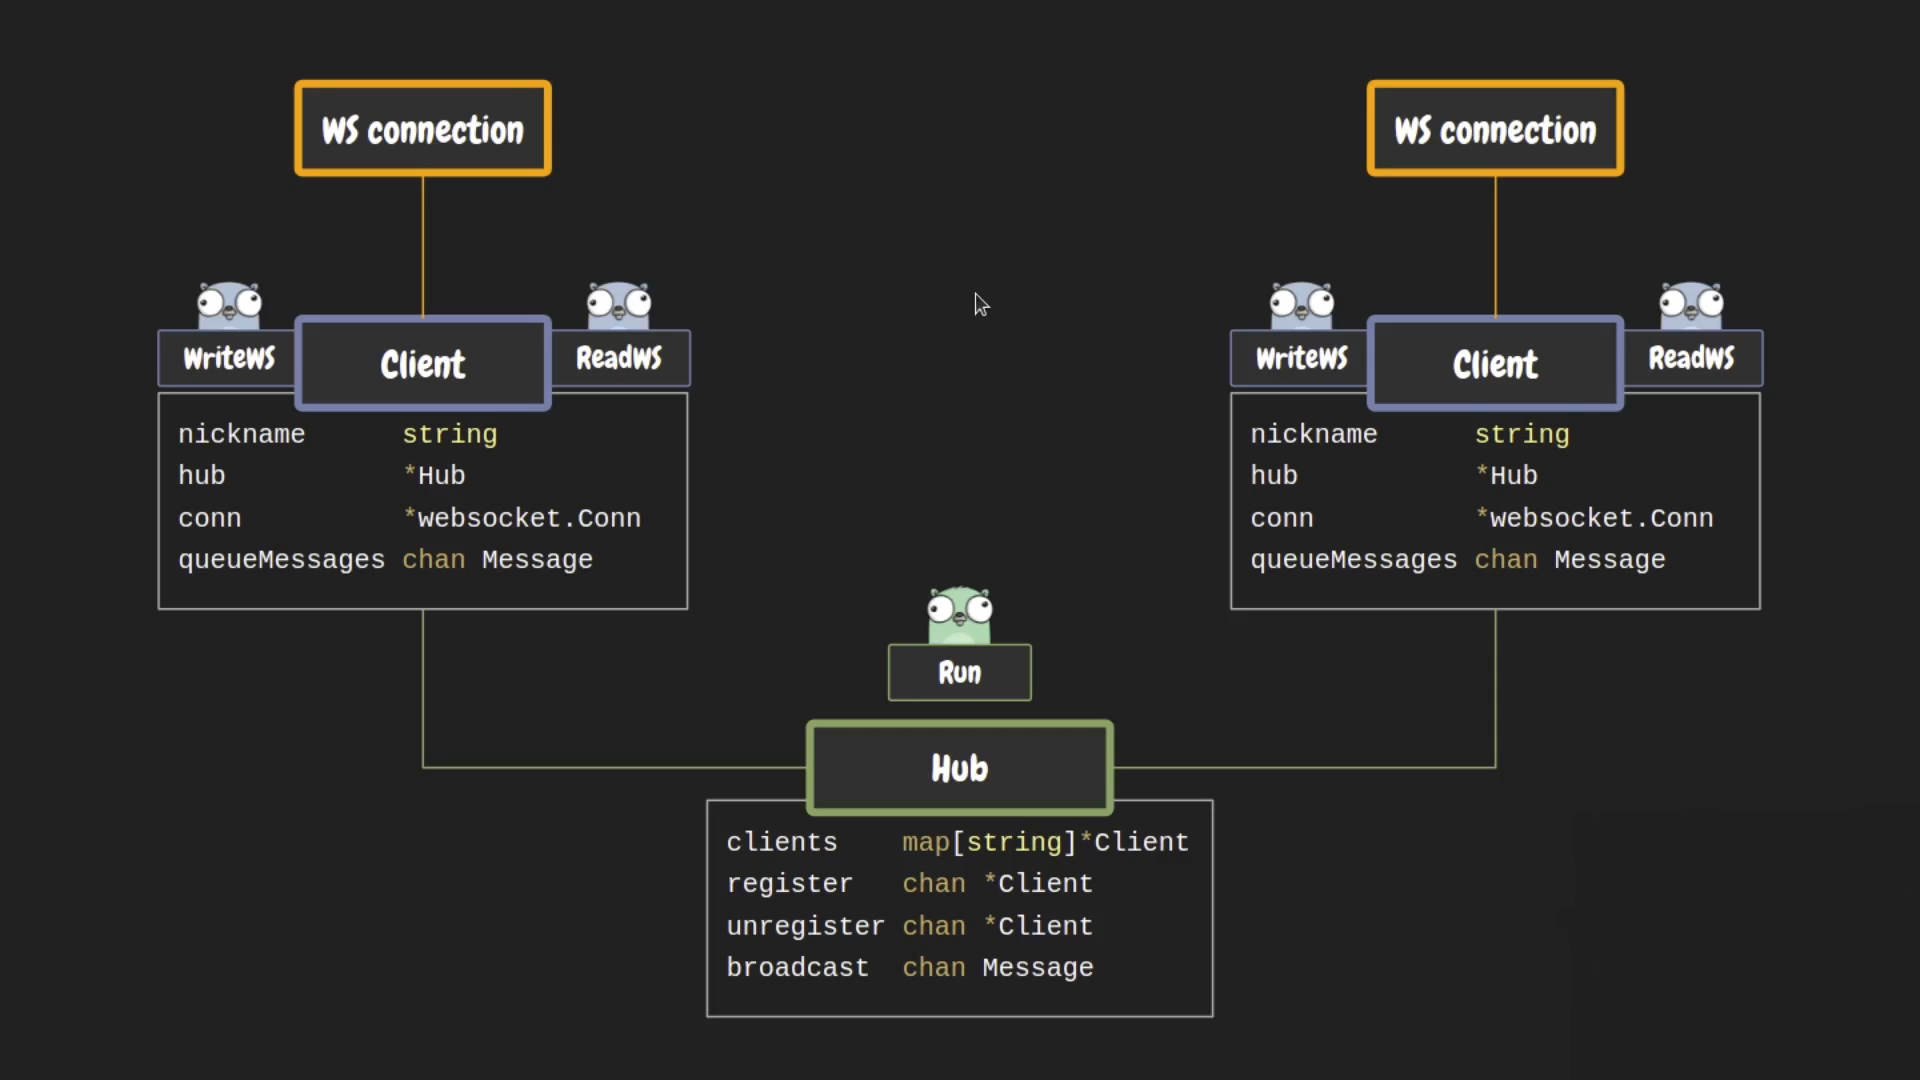 WS connection
WS connection
WriteWS
Client
ReadWS
nickname string
hub *Hub
conn *websocket.Conn
queueMessages chan Message
WriteWS
Client
ReadWS
nickname string
hub *Hub
conn *websocket.Conn
queueMessages chan Message
Run
Hub
clients map[string]*Client
register chan *Client
unregister chan *Client
broadcast chan Message